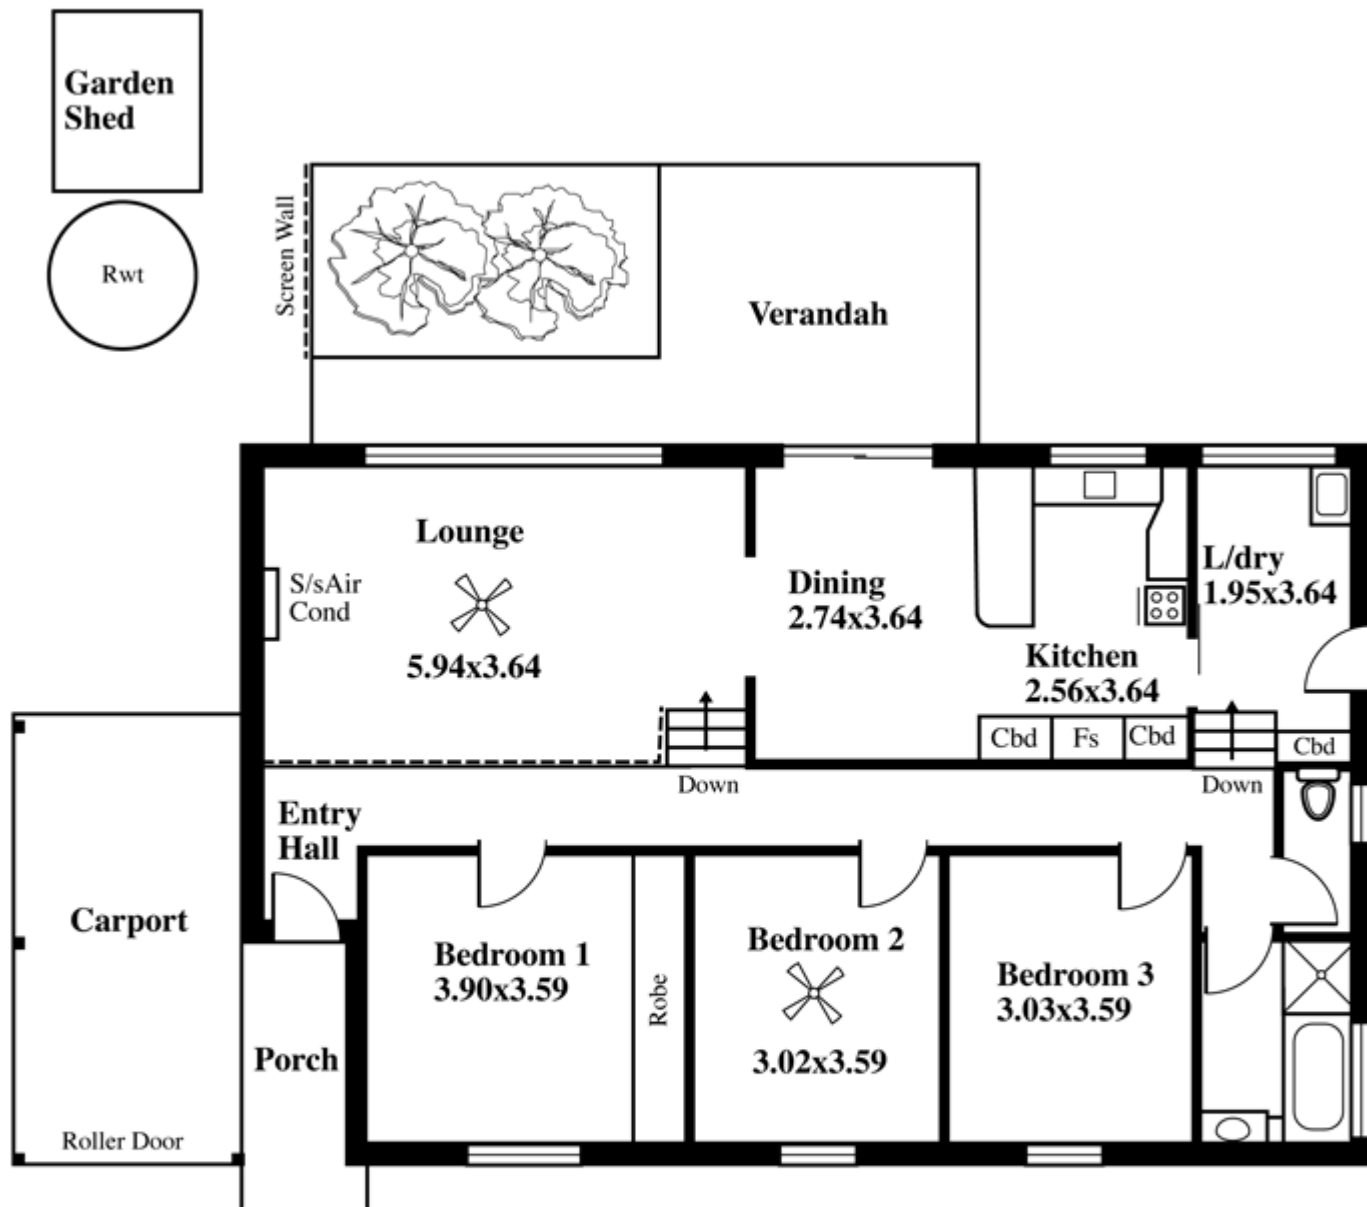 Garden
Shed
Rwt
Screen Wall
Verandah
Lounge
S/sAir
Cond
5.94x3.64
Dining
2.74x3.64
Kitchen
2.56x3.64
L/dry
1.95x3.64
Cbd
Fs
Cbd
Cbd
Down
Down
Entry
Hall
Carport
Bedroom 1
3.90x3.59
Robe
Bedroom 2
3.02x3.59
Bedroom 3
3.03x3.59
Porch
Roller Door